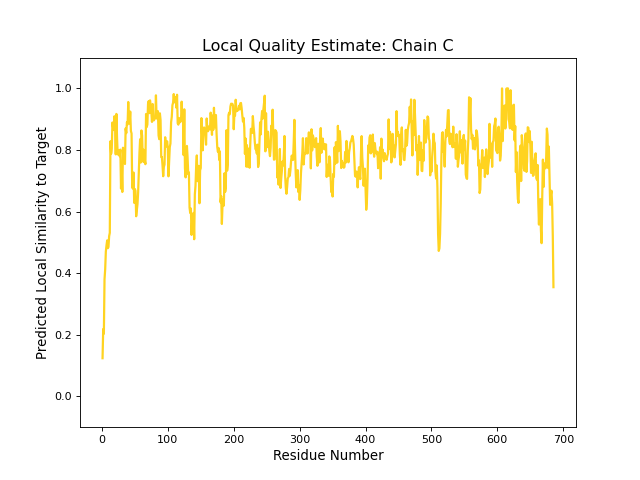 Local Quality Estimate: Chain C
Predicted Local Similarity to Target
1.0
0.8
0.6
0.4
0.2
0.0
0 100 200 300 400 500 600 700
Residue Number